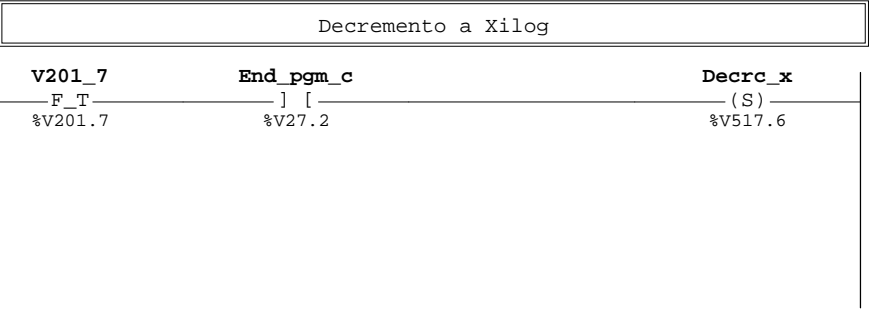 Decremento a Xilog
V201_7 End_pgm_c Decrc_x
F_T ] [ (S)
%V201.7 %V27.2 %V517.6